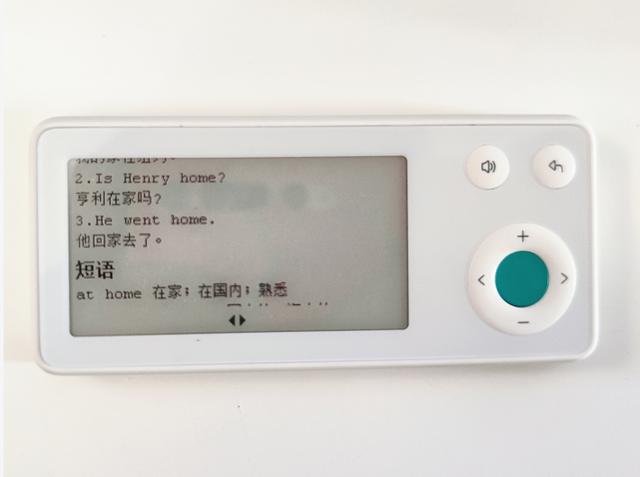 2.Is Henry home?
亨利在家吗?
3.He went home.
他回家去了。
短语
at home 在家；在国内；熟悉